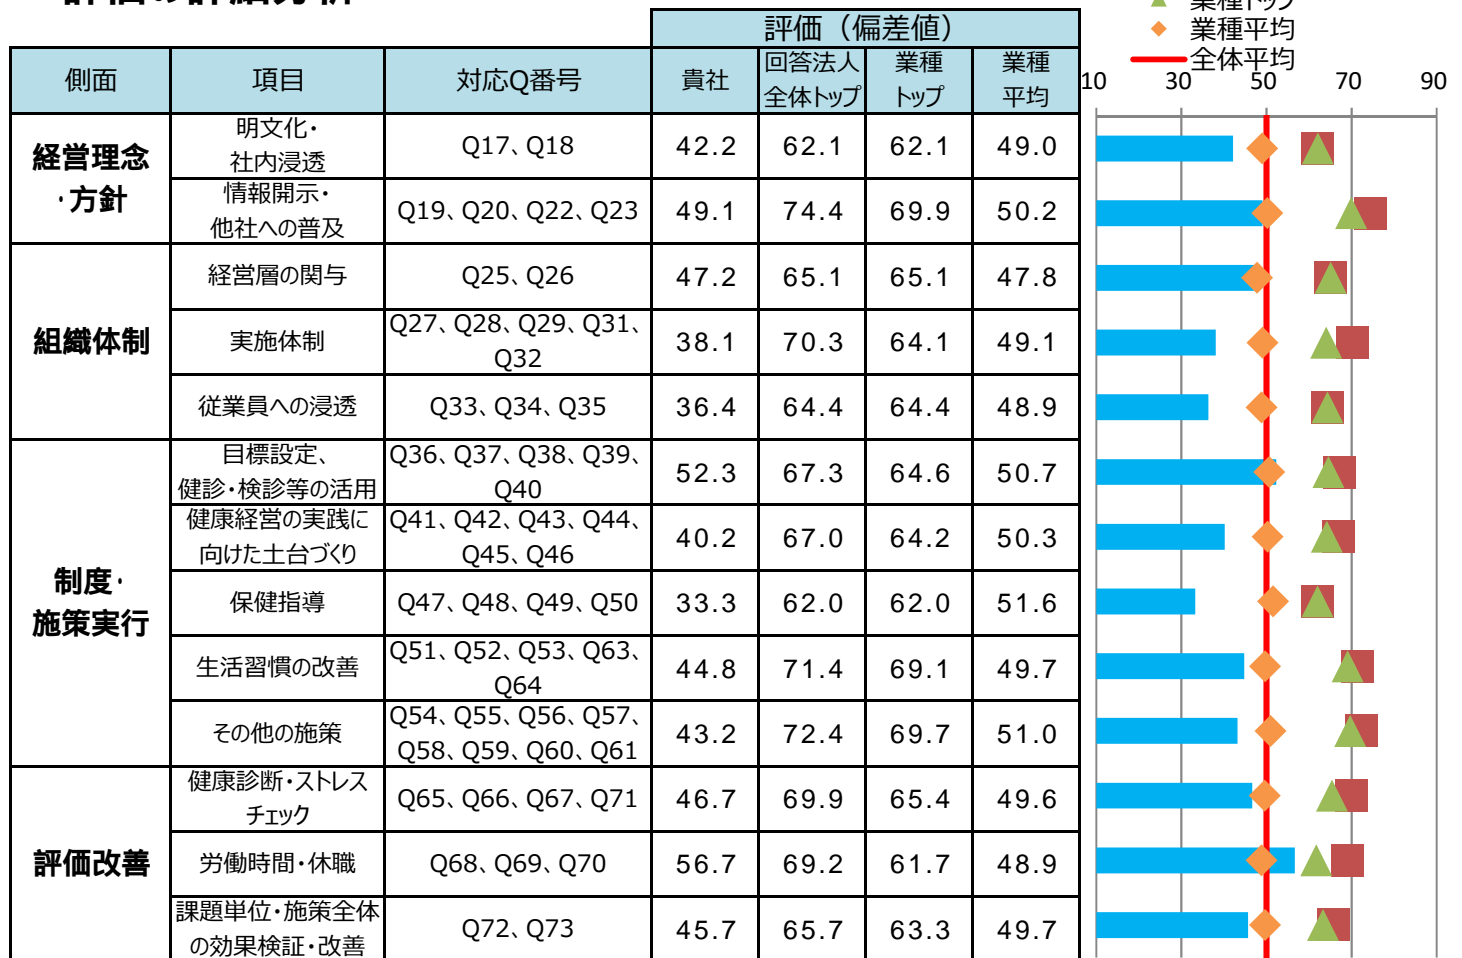 評価の詳細分析
業種トップ
業種平均
全体平均
評価（偏差値）
側面 項目 対応Q番号 貴社 回答法人全体トップ 業種トップ 業種平均
10 30 50 70 90
経営理念・方針
明文化・社内浸透 Q17、Q18 42.2 62.1 62.1 49.0
情報開示・他社への普及 Q19、Q20、Q22、Q23 49.1 74.4 69.9 50.2
組織体制
経営層の関与 Q25、Q26 47.2 65.1 65.1 47.8
実施体制 Q27、Q28、Q29、Q31、Q32 38.1 70.3 64.1 49.1
従業員への浸透 Q33、Q34、Q35 36.4 64.4 64.4 48.9
制度・施策実行
目標設定、健診・検診等の活用 Q36、Q37、Q38、Q39、Q40 52.3 67.3 64.6 50.7
健康経営の実践に向けた土台づくり Q41、Q42、Q43、Q44、Q45、Q46 40.2 67.0 64.2 50.3
保健指導 Q47、Q48、Q49、Q50 33.3 62.0 62.0 51.6
生活習慣の改善 Q51、Q52、Q53、Q63、Q64 44.8 71.4 69.1 49.7
その他の施策 Q54、Q55、Q56、Q57、Q58、Q59、Q60、Q61 43.2 72.4 69.7 51.0
評価改善
健康診断・ストレスチェック Q65、Q66、Q67、Q71 46.7 69.9 65.4 49.6
労働時間・休職 Q68、Q69、Q70 56.7 69.2 61.7 48.9
課題単位・施策全体の効果検証・改善 Q72、Q73 45.7 65.7 63.3 49.7